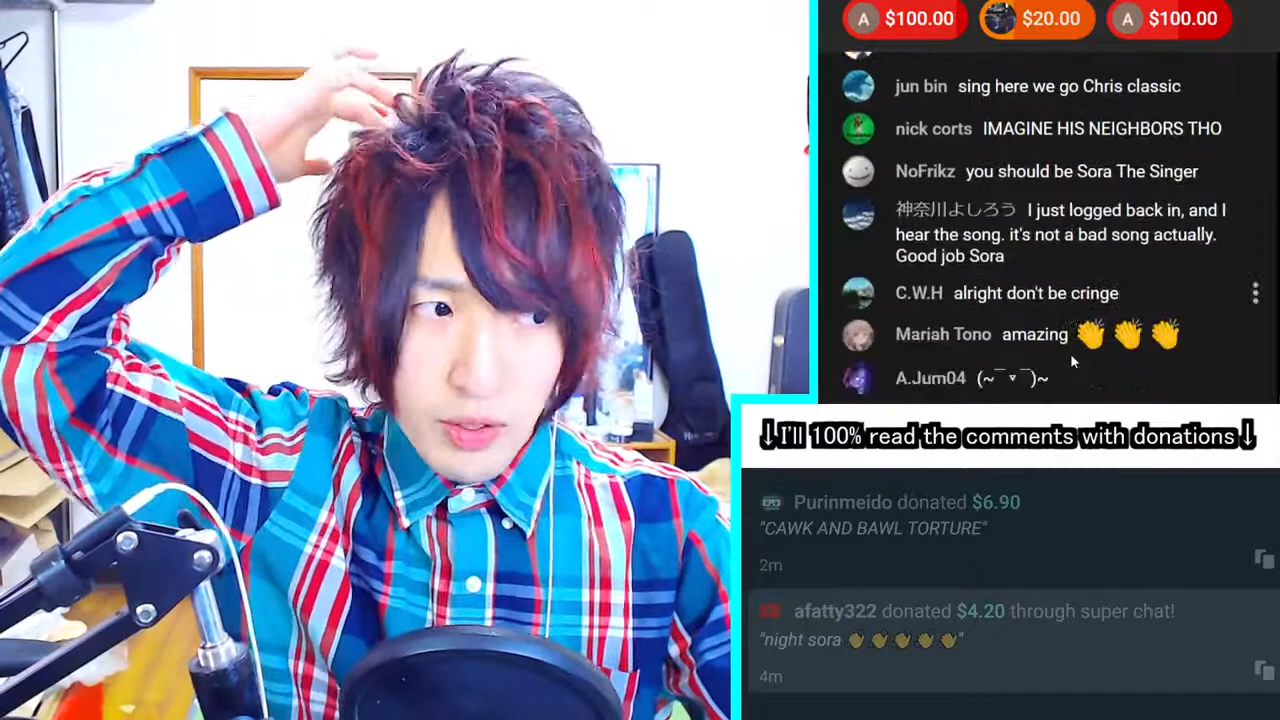 A $100.00 $20.00 A $100.00
jun bin sing here we go Chris classic
nick corts IMAGINE HIS NEIGHBORS THO
NoFrikz you should be Sora The Singer
神奈川よしろう I just logged back in, and I
hear the song. it's not a bad song actually.
Good job Sora
C.W.H alright don't be cringe
Mariah Tono amazing 👏 👏 👏
A.Jum04 (~¯▿¯)~
↓I'll 100% read the comments with donations↓
Purinmeido donated $6.90
"CAWK AND BAWL TORTURE"
2m
afatty322 donated $4.20 through super chat!
"night sora 👏👏👏👏👏"
4m